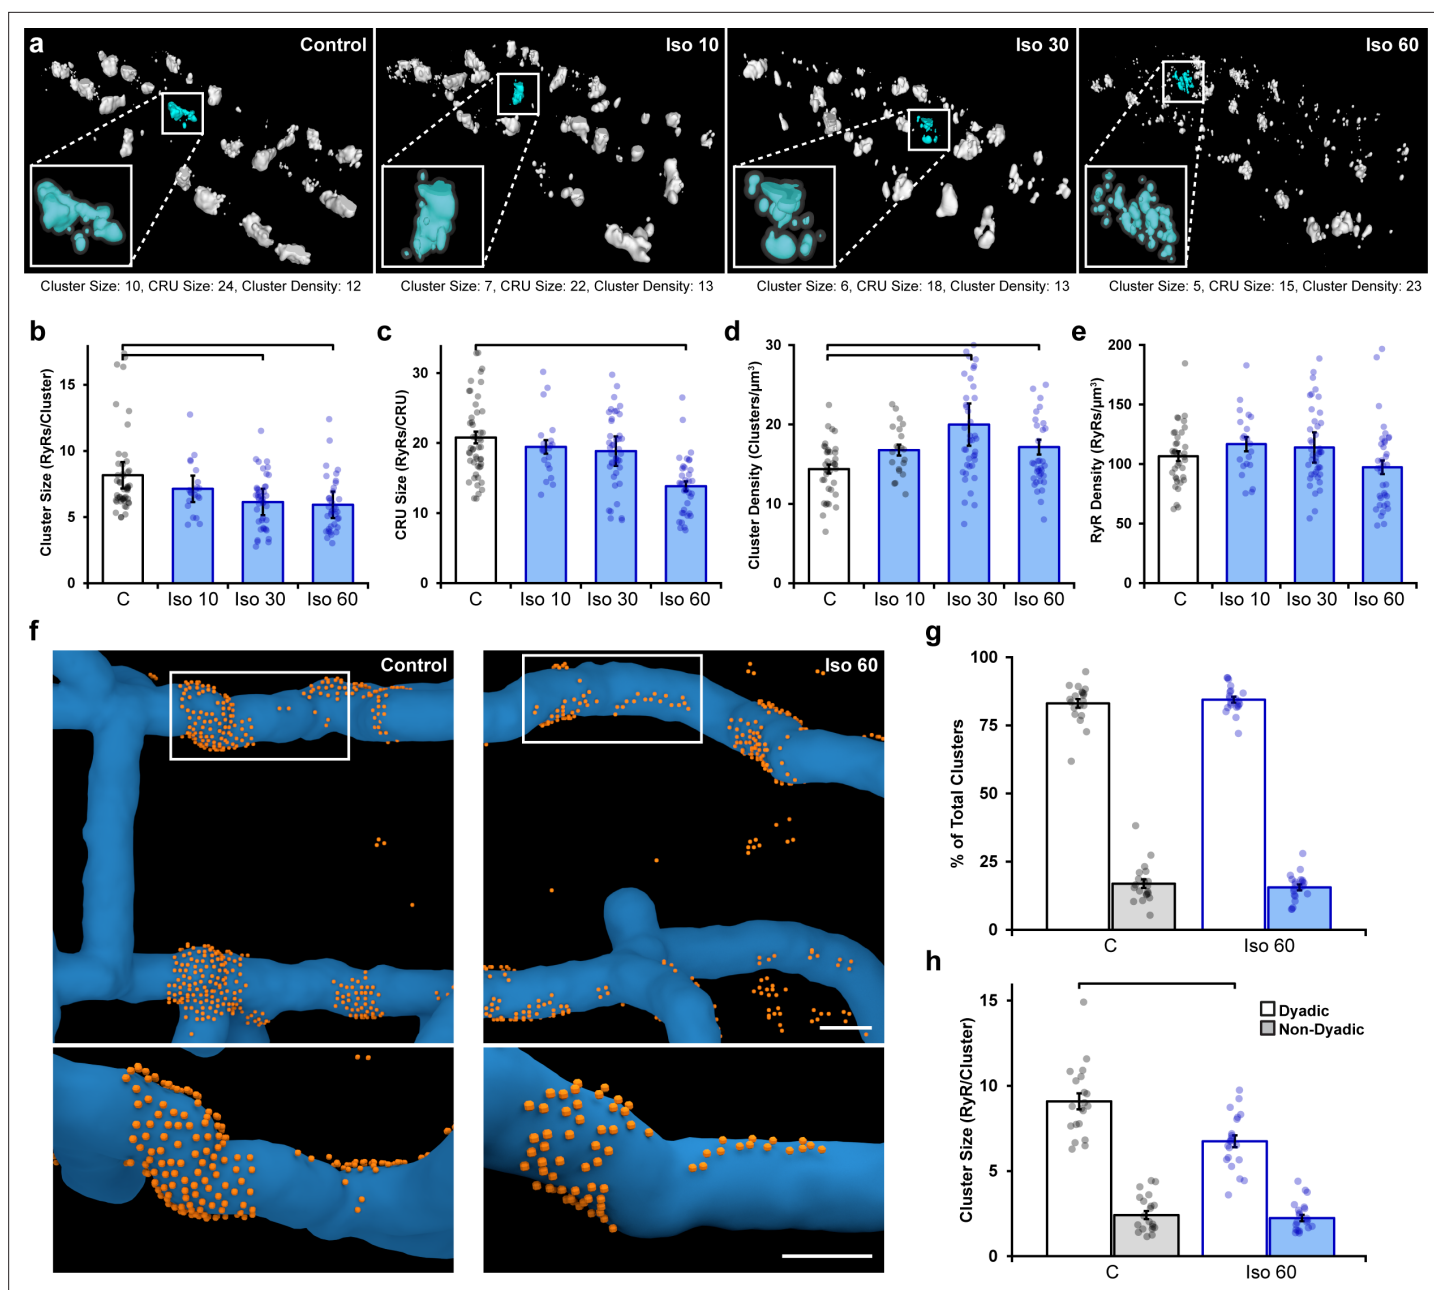 a
Control
Iso 10
Iso 30
Iso 60
Cluster Size: 10, CRU Size: 24, Cluster Density: 12
Cluster Size: 7, CRU Size: 22, Cluster Density: 13
Cluster Size: 6, CRU Size: 18, Cluster Density: 13
Cluster Size: 5, CRU Size: 15, Cluster Density: 23
b
Cluster Size (RyRs/Cluster)
15
10
5
0
C
Iso 10
Iso 30
Iso 60
c
CRU Size (RyRs/CRU)
30
20
10
0
C
Iso 10
Iso 30
Iso 60
d
Cluster Density (Clusters/µm³)
30
20
10
0
C
Iso 10
Iso 30
Iso 60
e
RyR Density (RyRs/µm³)
200
150
100
50
0
C
Iso 10
Iso 30
Iso 60
f
Control
Iso 60
g
% of Total Clusters
100
75
50
25
0
C
Iso 60
h
Cluster Size (RyR/Cluster)
15
10
5
0
Dyadic
Non-Dyadic
C
Iso 60